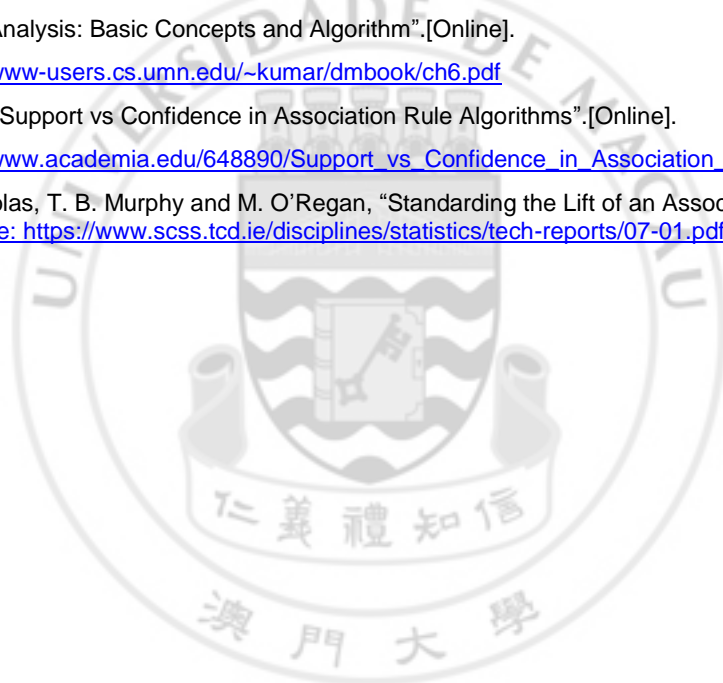 Analysis: Basic Concepts and Algorithm”.[Online].
www-users.cs.umn.edu/~kumar/dmbook/ch6.pdf
Support vs Confidence in Association Rule Algorithms”.[Online].
www.academia.edu/648890/Support_vs_Confidence_in_Association_
olas, T. B. Murphy and M. O’Regan, “Standarding the Lift of an Assoc
e: https://www.scss.tcd.ie/disciplines/statistics/tech-reports/07-01.pdf
UNIVERSIDADE DE MACAU
仁義禮知信
澳門大學